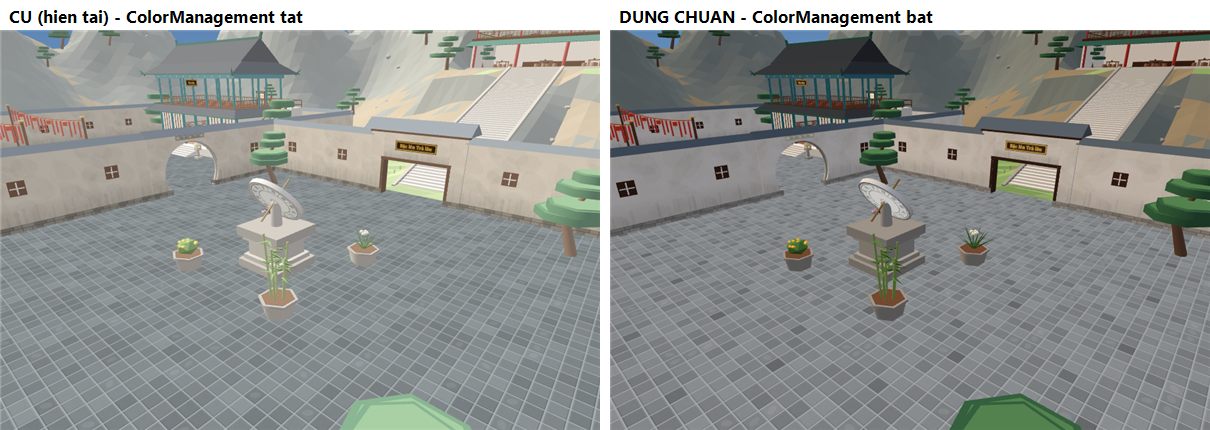 CU (hien tai) - ColorManagement tat
DUNG CHUAN - ColorManagement bat